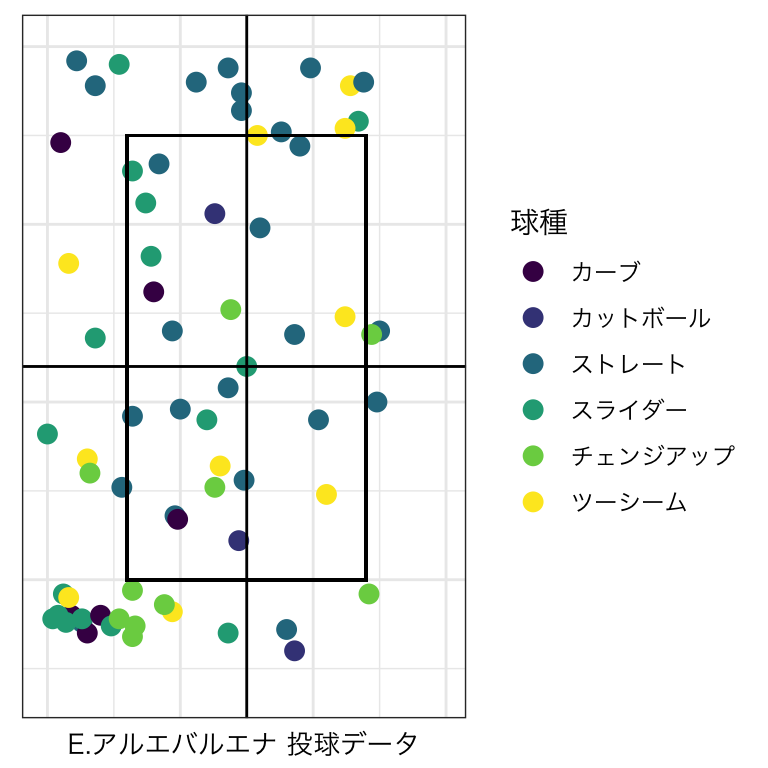 球種
カーブ
カットボール
ストレート
スライダー
チェンジアップ
ツーシーム
E.アルエバルエナ 投球データ